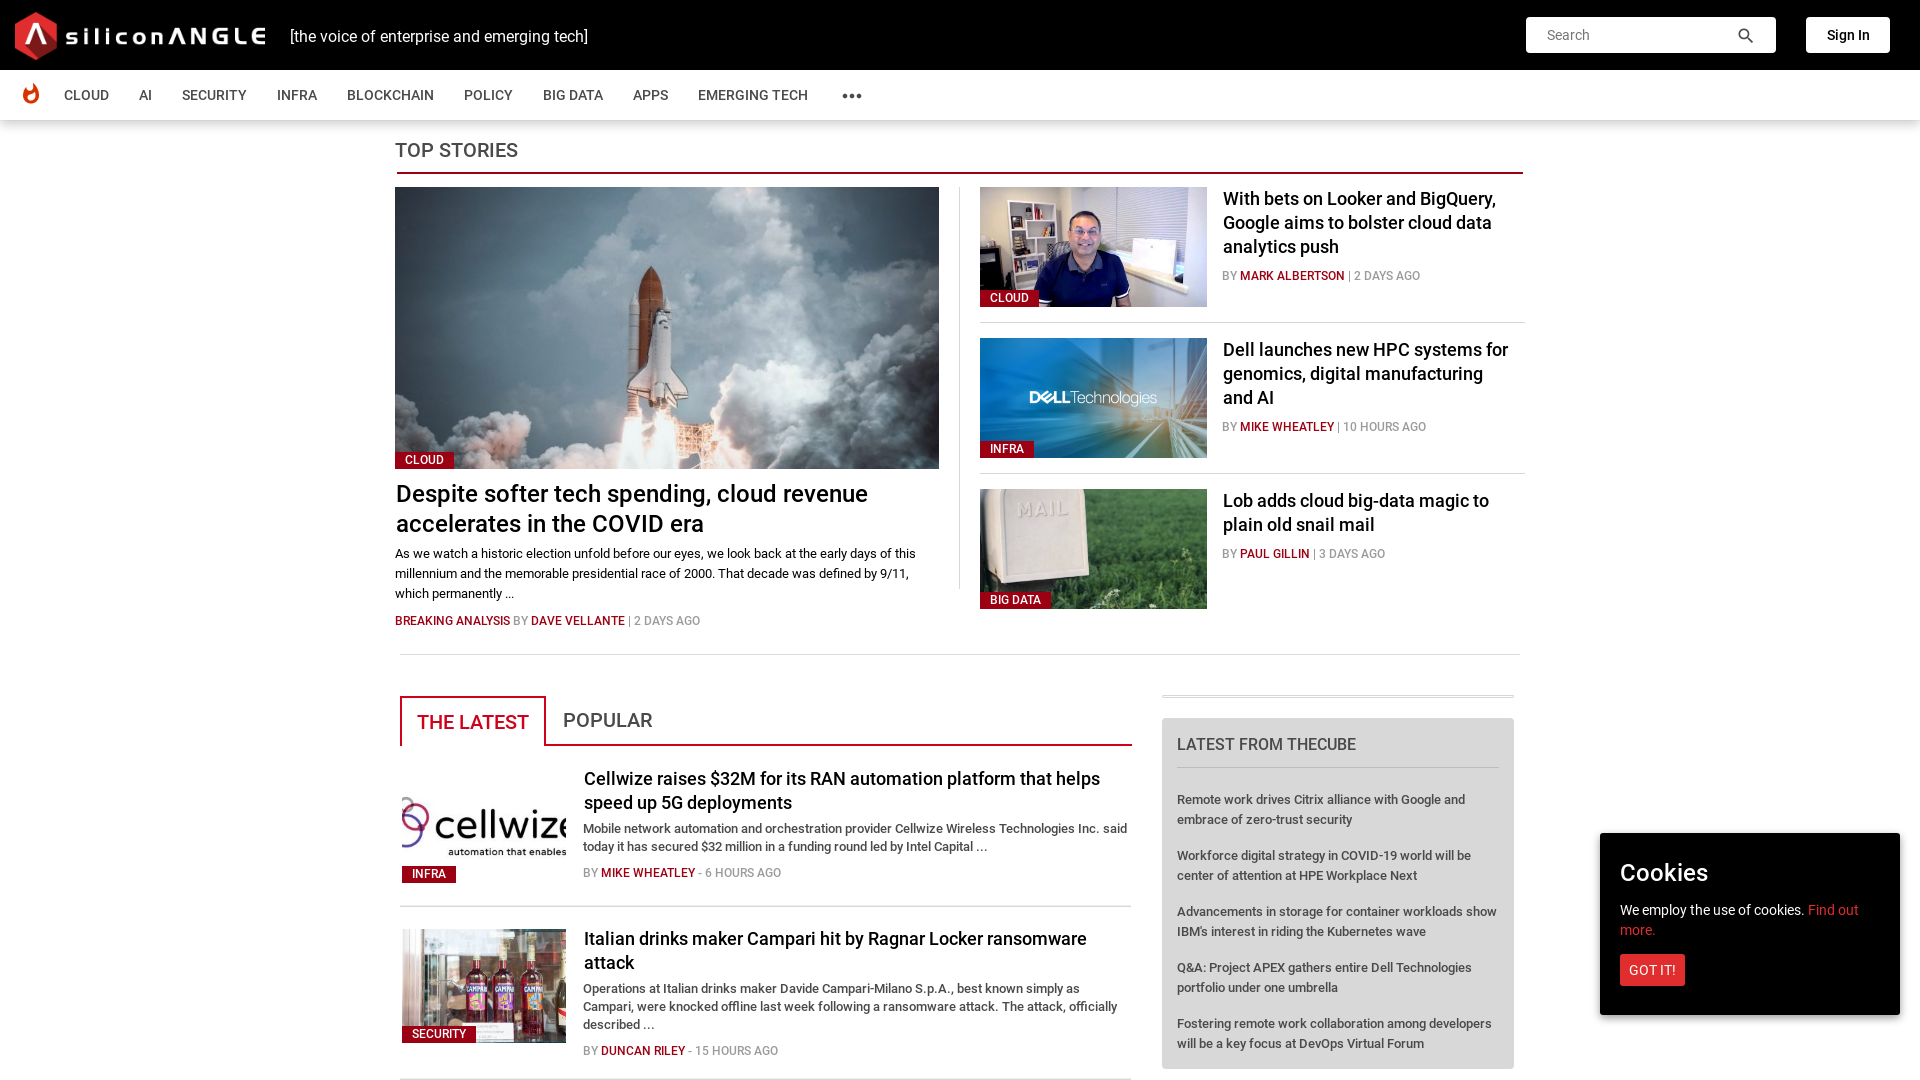 siliconANGLE
[the voice of enterprise and emerging tech]
Search
Sign In
CLOUD
AI
SECURITY
INFRA
BLOCKCHAIN
POLICY
BIG DATA
APPS
EMERGING TECH
TOP STORIES
CLOUD
Despite softer tech spending, cloud revenue
accelerates in the COVID era
As we watch a historic election unfold before our eyes, we look back at the early days of this
millennium and the memorable presidential race of 2000. That decade was defined by 9/11,
which permanently ...
BREAKING ANALYSIS BY DAVE VELLANTE | 2 DAYS AGO
CLOUD
With bets on Looker and BigQuery,
Google aims to bolster cloud data
analytics push
BY MARK ALBERTSON | 2 DAYS AGO
DELLTechnologies
INFRA
Dell launches new HPC systems for
genomics, digital manufacturing
and AI
BY MIKE WHEATLEY | 10 HOURS AGO
MAIL
BIG DATA
Lob adds cloud big-data magic to
plain old snail mail
BY PAUL GILLIN | 3 DAYS AGO
THE LATEST
POPULAR
cellwize
automation that enables
INFRA
Cellwize raises $32M for its RAN automation platform that helps
speed up 5G deployments
Mobile network automation and orchestration provider Cellwize Wireless Technologies Inc. said
today it has secured $32 million in a funding round led by Intel Capital ...
BY MIKE WHEATLEY - 6 HOURS AGO
CAMPARI CAMPARI CAMPARI
SECURITY
Italian drinks maker Campari hit by Ragnar Locker ransomware
attack
Operations at Italian drinks maker Davide Campari-Milano S.p.A., best known simply as
Campari, were knocked offline last week following a ransomware attack. The attack, officially
described ...
BY DUNCAN RILEY - 15 HOURS AGO
LATEST FROM THECUBE
Remote work drives Citrix alliance with Google and
embrace of zero-trust security
Workforce digital strategy in COVID-19 world will be
center of attention at HPE Workplace Next
Advancements in storage for container workloads show
IBM's interest in riding the Kubernetes wave
Q&A: Project APEX gathers entire Dell Technologies
portfolio under one umbrella
Fostering remote work collaboration among developers
will be a key focus at DevOps Virtual Forum
Cookies
We employ the use of cookies. Find out
more.
GOT IT!